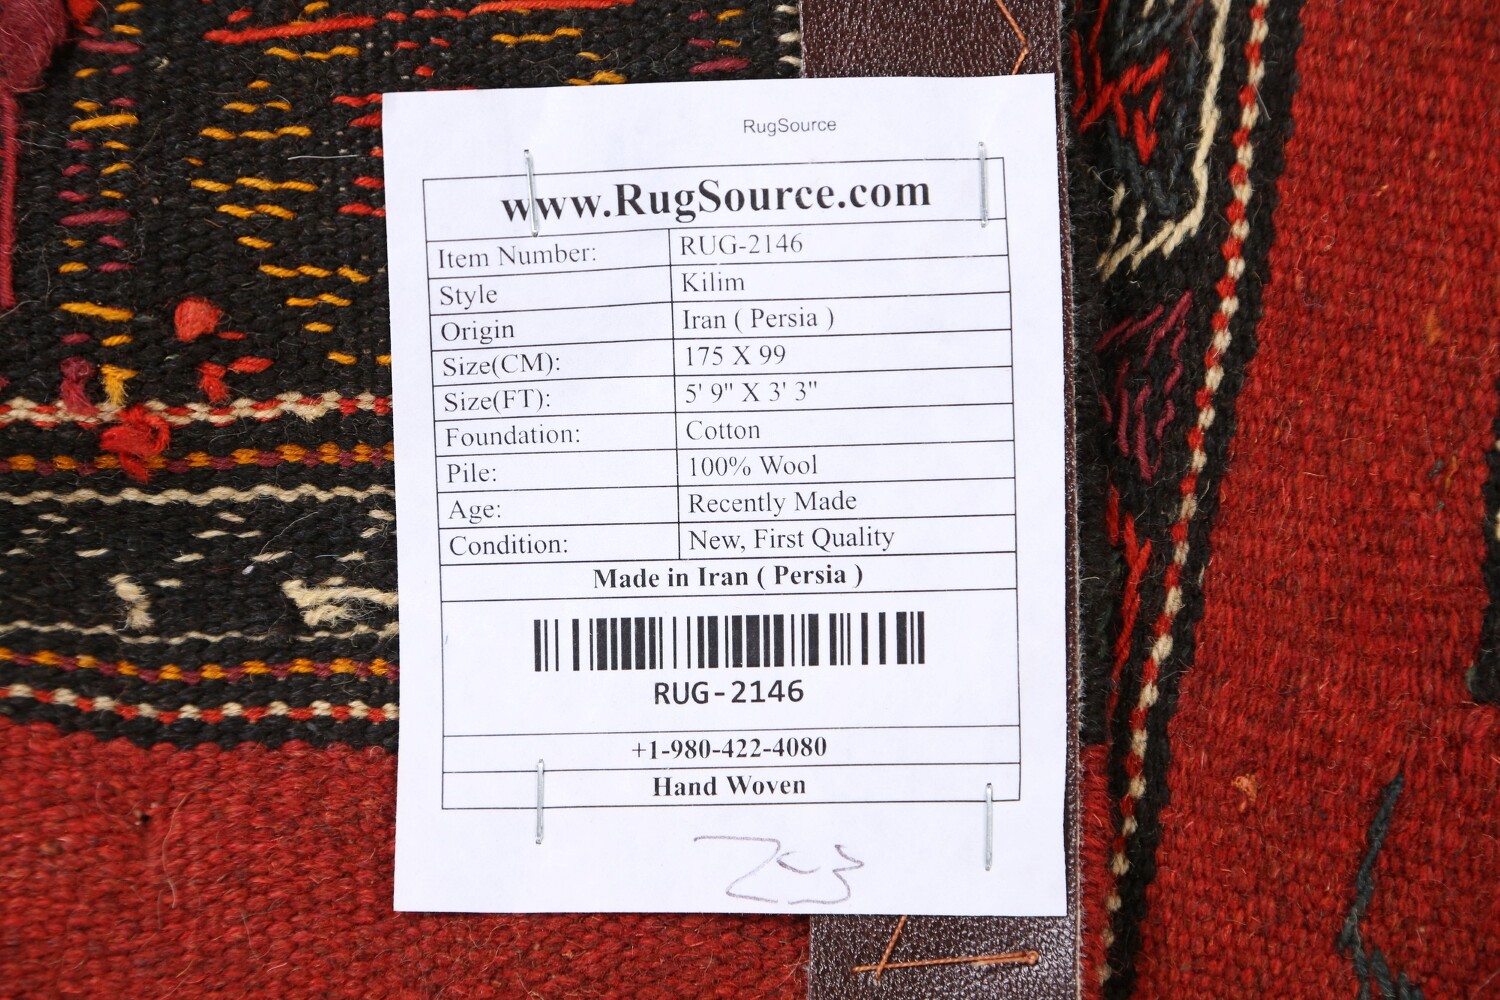 RugSource
www.RugSource.com
Item Number: RUG-2146
Style Kilim
Origin Iran ( Persia )
Size(CM): 175 X 99
Size(FT): 5' 9" X 3' 3"
Foundation: Cotton
Pile: 100% Wool
Age: Recently Made
Condition: New, First Quality
Made in Iran ( Persia )
RUG-2146
+1-980-422-4080
Hand Woven